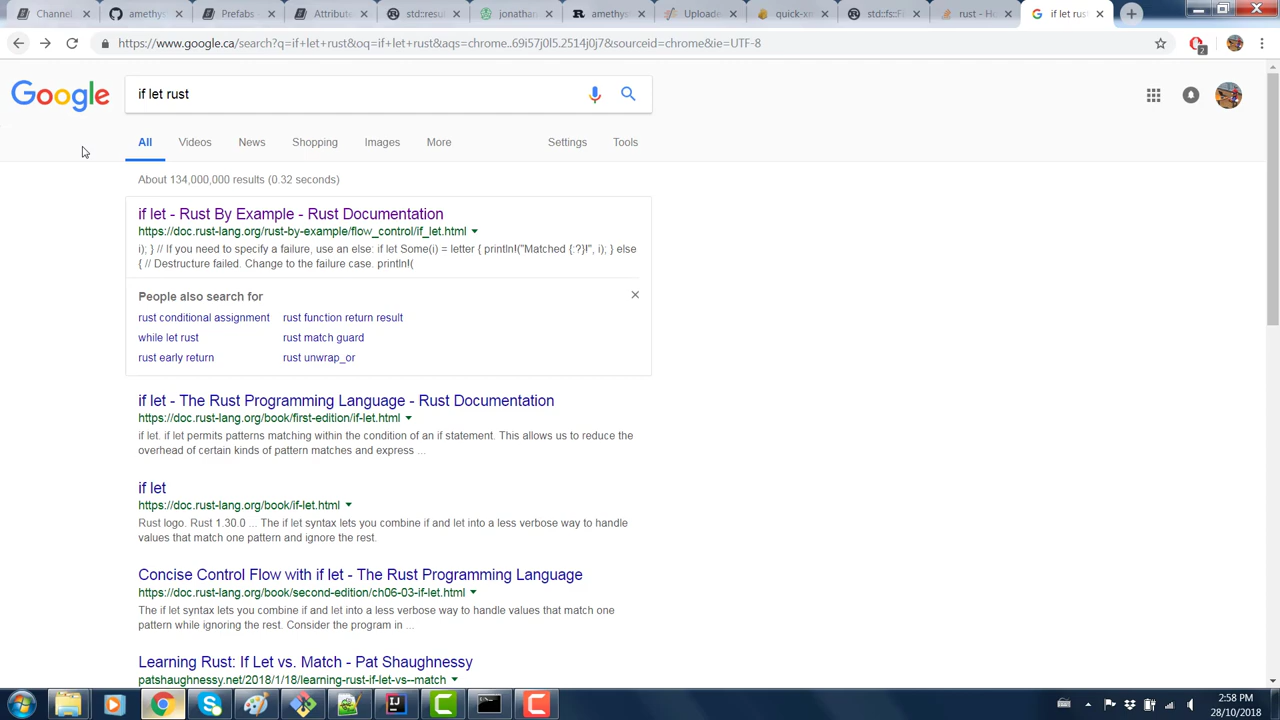 Channel
amethyst
Prefabs
Attribute
std::resul
jonathan
amethys
Uploade
quick-xm
std::fs::Fi
rust - Ho
if let rust
https://www.google.ca/search?q=if+let+rust&oq=if+let+rust&aqs=chrome..69i57j0l5.2514j0j7&sourceid=chrome&ie=UTF-8
2
Google
if let rust
All Videos News Shopping Images More Settings Tools
About 134,000,000 results (0.32 seconds)
if let - Rust By Example - Rust Documentation
https://doc.rust-lang.org/rust-by-example/flow_control/if_let.html
i); } // If you need to specify a failure, use an else: if let Some(i) = letter { println!("Matched {:?}!", i); } else
{ // Destructure failed. Change to the failure case. println!(
People also search for
rust conditional assignment rust function return result
while let rust rust match guard
rust early return rust unwrap_or
if let - The Rust Programming Language - Rust Documentation
https://doc.rust-lang.org/book/first-edition/if-let.html
if let. if let permits patterns matching within the condition of an if statement. This allows us to reduce the
overhead of certain kinds of pattern matches and express ...
if let
https://doc.rust-lang.org/book/if-let.html
Rust logo. Rust 1.30.0 ... The if let syntax lets you combine if and let into a less verbose way to handle
values that match one pattern and ignore the rest.
Concise Control Flow with if let - The Rust Programming Language
https://doc.rust-lang.org/book/second-edition/ch06-03-if-let.html
The if let syntax lets you combine if and let into a less verbose way to handle values that match one
pattern while ignoring the rest. Consider the program in ...
Learning Rust: If Let vs. Match - Pat Shaughnessy
patshaughnessy.net/2018/1/18/learning-rust-if-let-vs--match
2:58 PM
28/10/2018